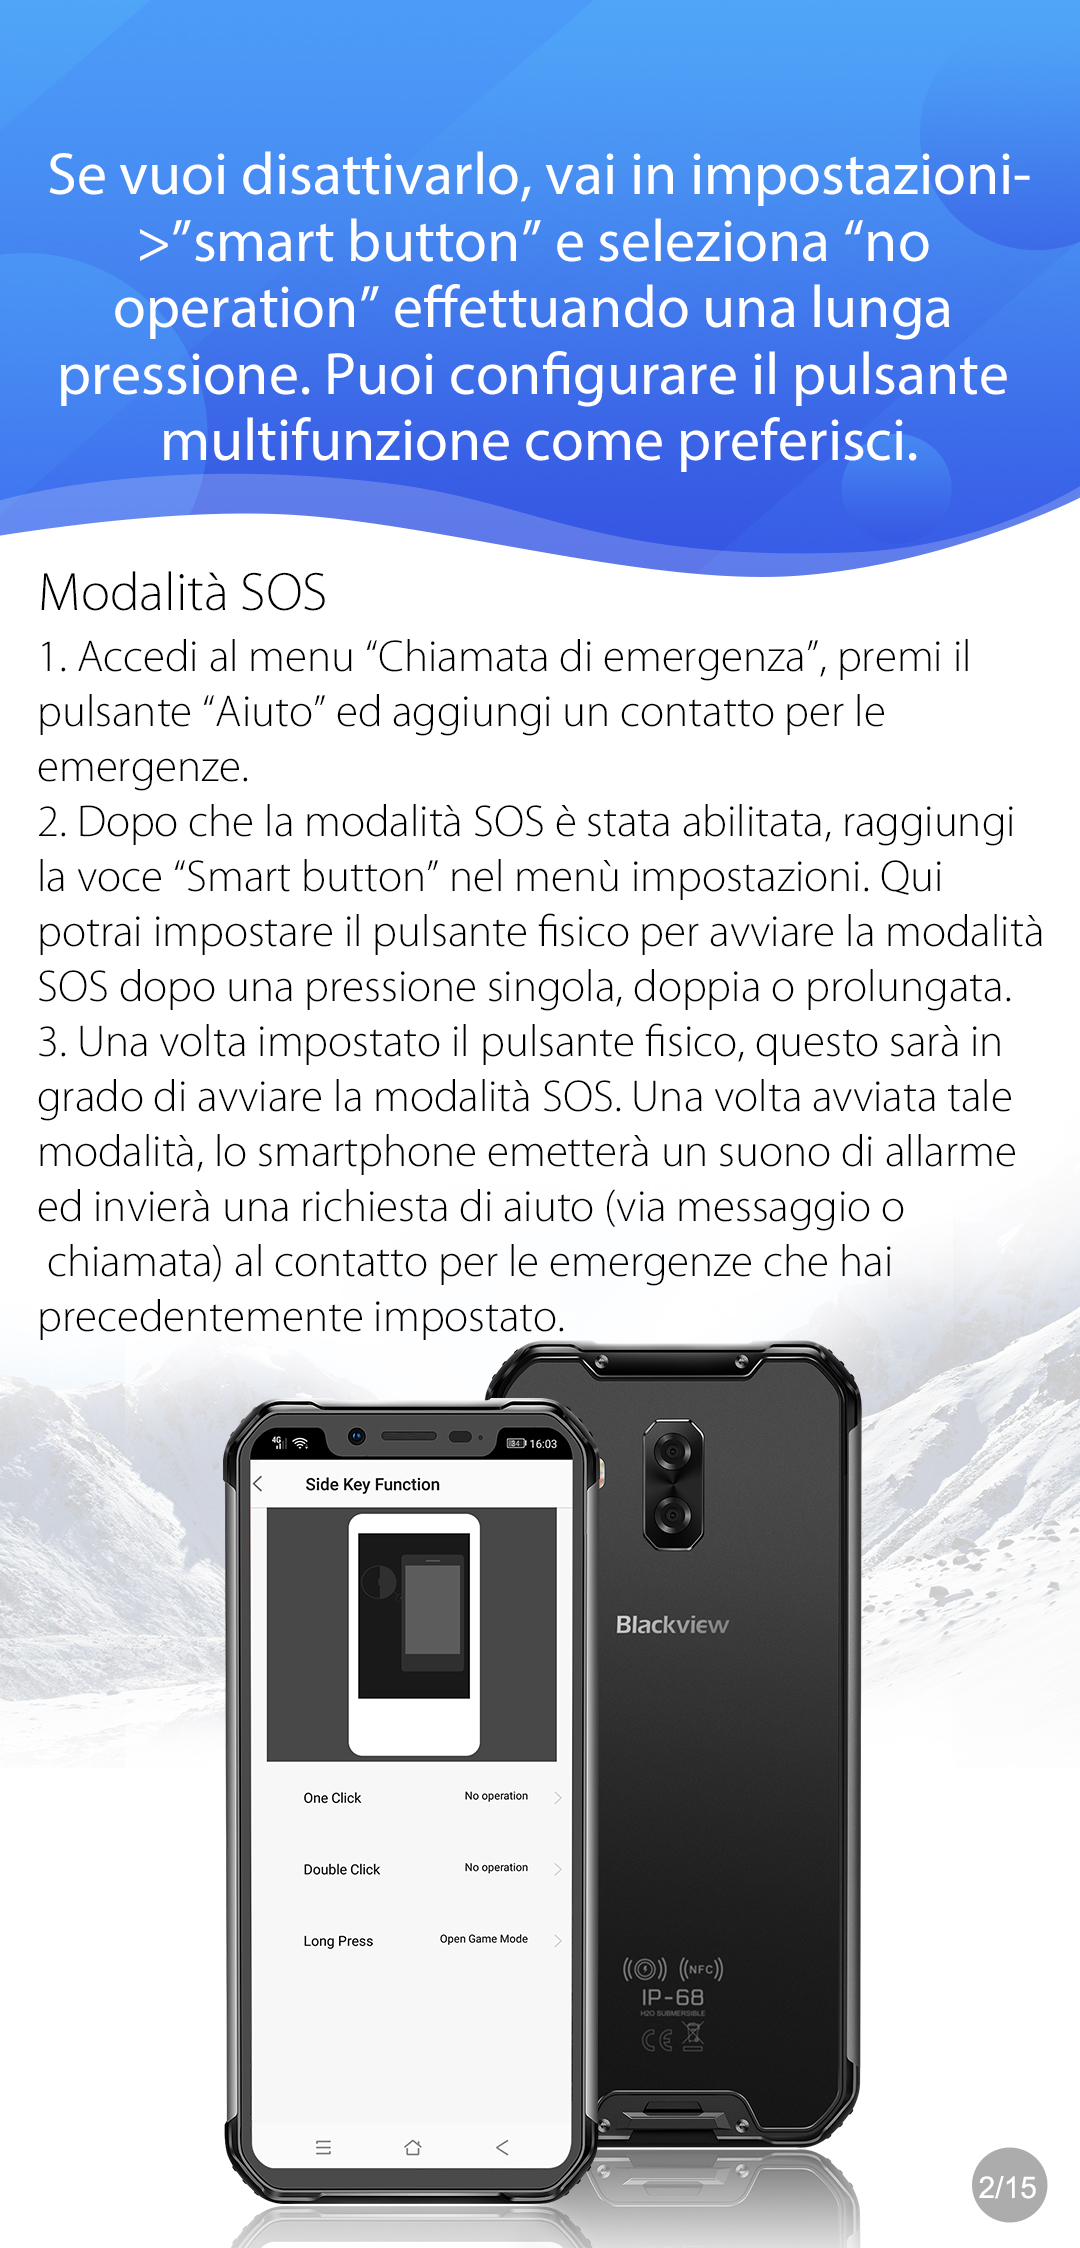 Se vuoi disattivarlo, vai in impostazioni-
>”smart button” e seleziona “no
operation” effettuando una lunga
pressione. Puoi configurare il pulsante
multifunzione come preferisci.
Modalità SOS
1. Accedi al menu “Chiamata di emergenza”, premi il
pulsante “Aiuto” ed aggiungi un contatto per le
emergenze.
2. Dopo che la modalità SOS è stata abilitata, raggiungi
la voce “Smart button” nel menù impostazioni. Qui
potrai impostare il pulsante fisico per avviare la modalità
SOS dopo una pressione singola, doppia o prolungata.
3. Una volta impostato il pulsante fisico, questo sarà in
grado di avviare la modalità SOS. Una volta avviata tale
modalità, lo smartphone emetterà un suono di allarme
ed invierà una richiesta di aiuto (via messaggio o
chiamata) al contatto per le emergenze che hai
precedentemente impostato.
4G 34 16:03
Side Key Function
One Click No operation
Double Click No operation
Long Press Open Game Mode
Blackview
NFC
IP-68
H2O SUBMERSIBLE
CE
2/15